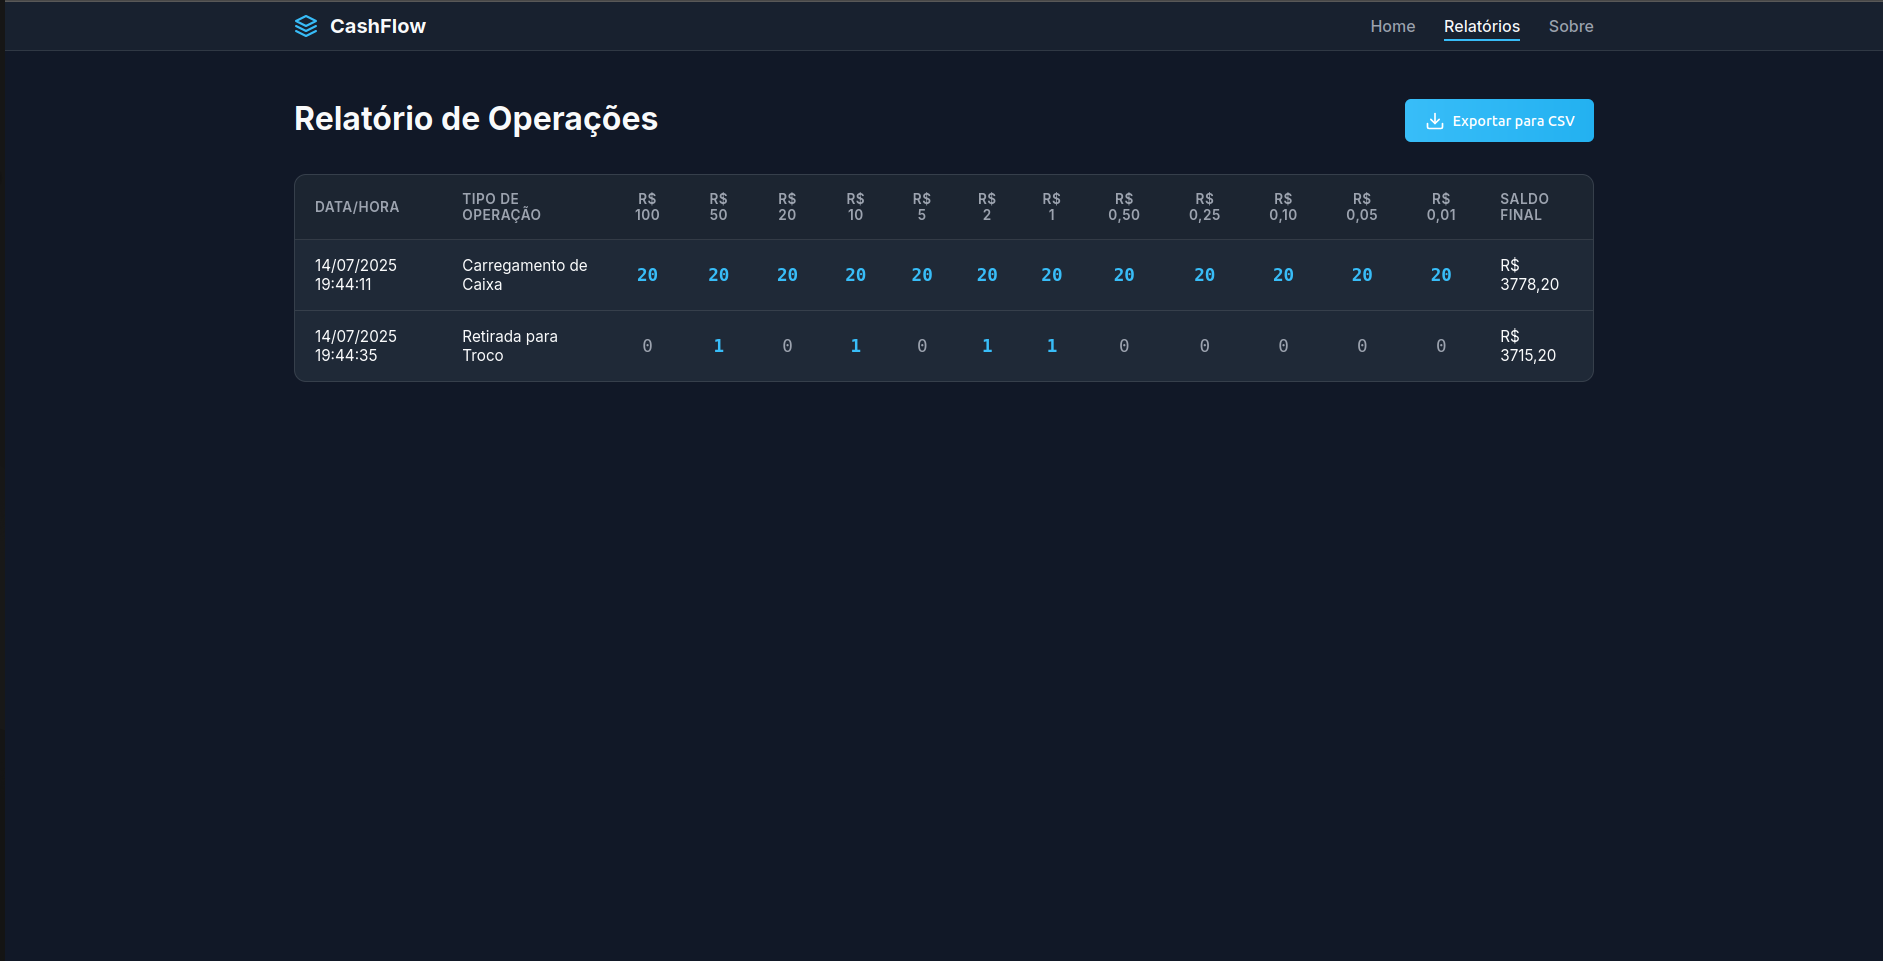 CashFlow
Home Relatórios Sobre
Relatório de Operações
Exportar para CSV
DATA/HORA TIPO DE OPERAÇÃO R$ 100 R$ 50 R$ 20 R$ 10 R$ 5 R$ 2 R$ 1 R$ 0,50 R$ 0,25 R$ 0,10 R$ 0,05 R$ 0,01 SALDO FINAL
14/07/2025 19:44:11 Carregamento de Caixa 20 20 20 20 20 20 20 20 20 20 20 20 R$ 3778,20
14/07/2025 19:44:35 Retirada para Troco 0 1 0 1 0 1 1 0 0 0 0 0 R$ 3715,20